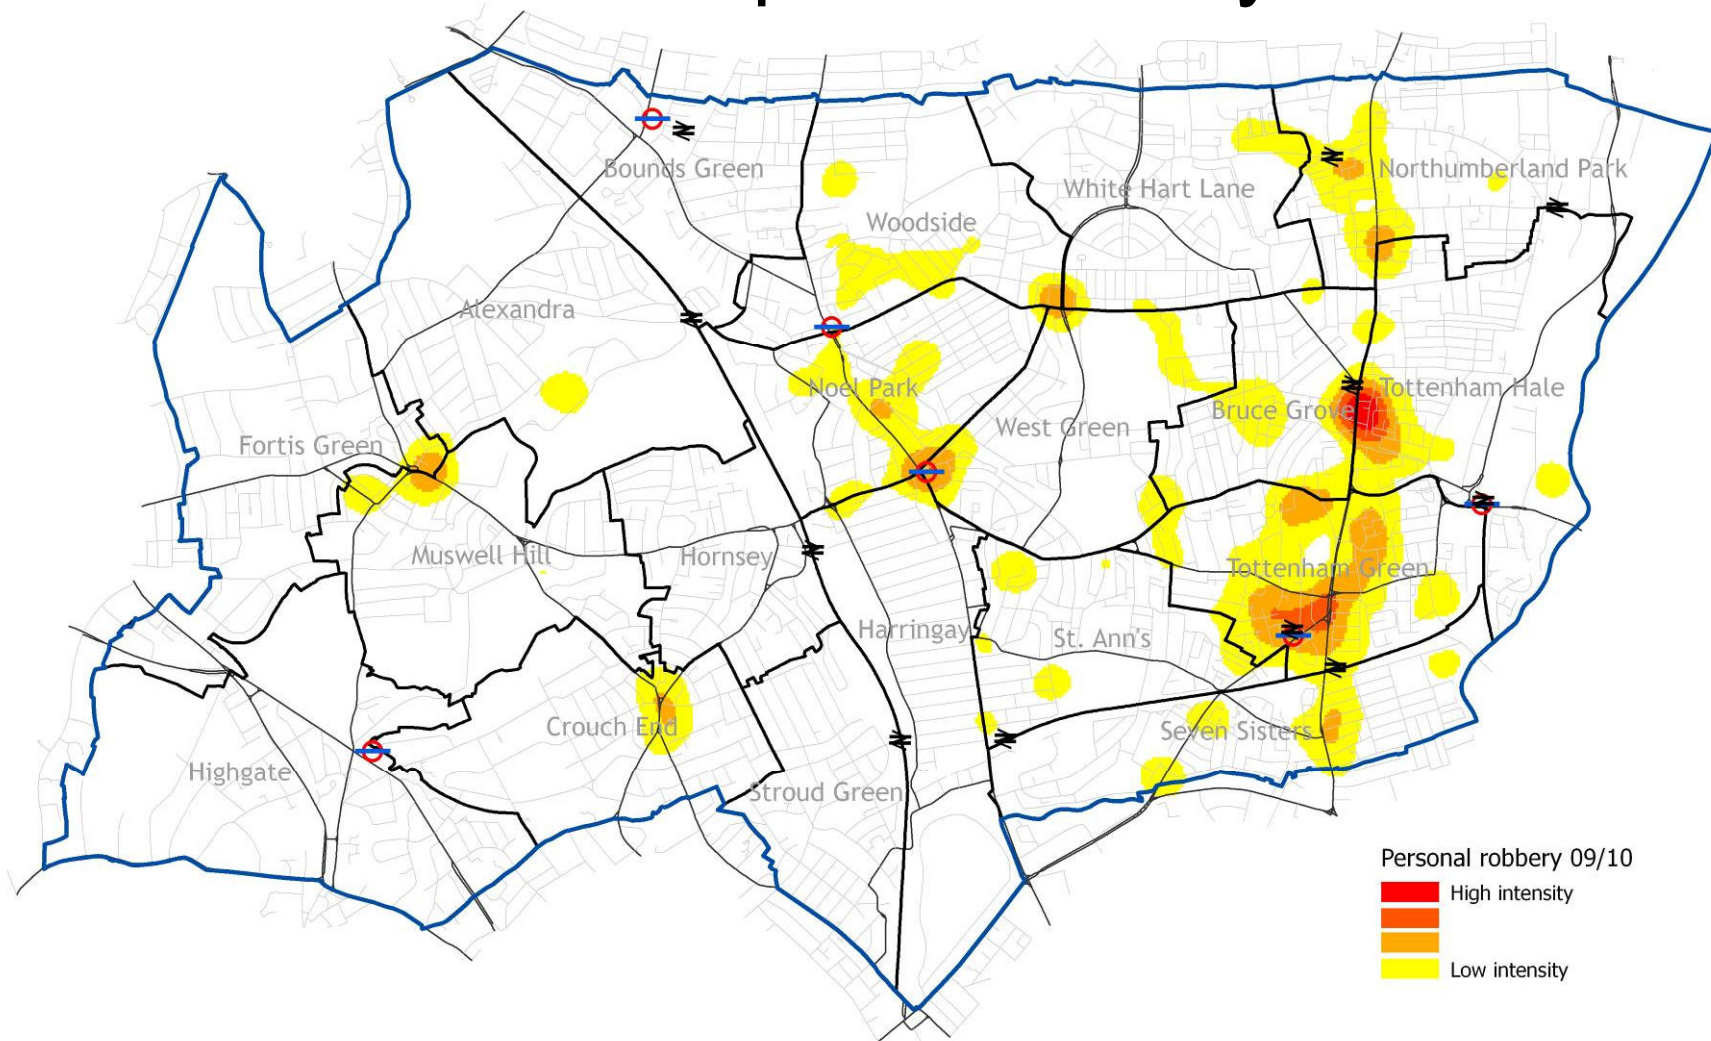 Bounds Green
Northumberland Park
White Hart Lane
Woodside
Alexandra
Noel Park
Tottenham Hale
Bruce Grove
West Green
Fortis Green
Muswell Hill
Hornsey
Tottenham Green
Harringay
St. Ann's
Crouch End
Seven Sisters
Highgate
Stroud Green
Personal robbery 09/10
High intensity
Low intensity